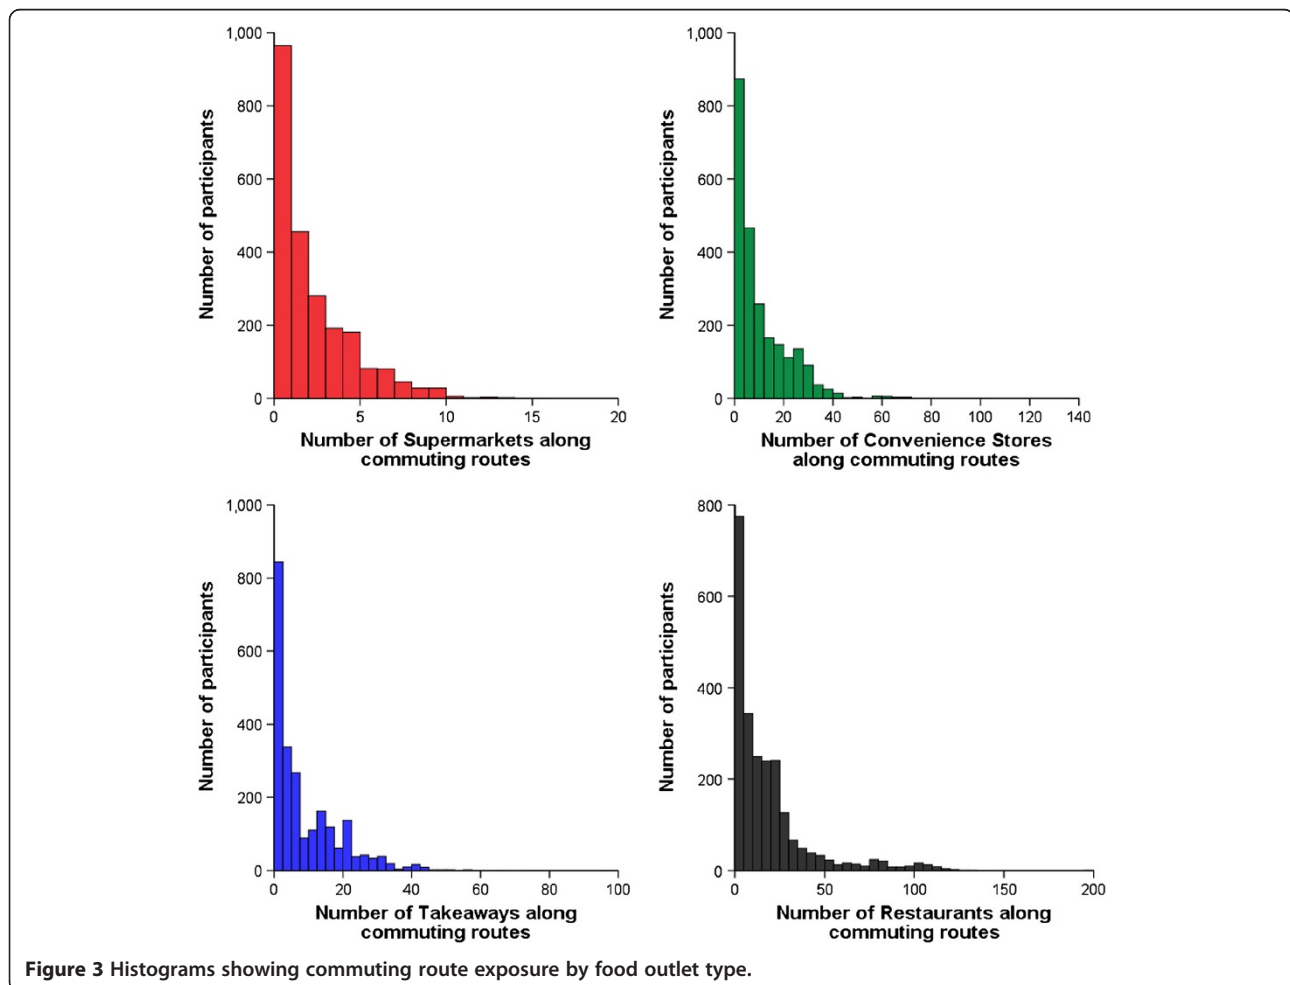 1,000
800
600
400
200
0
Number of participants
0 5 10 15 20
Number of Supermarkets along
commuting routes
1,000
800
600
400
200
0
Number of participants
0 20 40 60 80 100 120 140
Number of Convenience Stores
along commuting routes
1,000
800
600
400
200
0
Number of participants
0 20 40 60 80 100
Number of Takeaways along
commuting routes
800
600
400
200
0
Number of participants
0 50 100 150 200
Number of Restaurants along
commuting routes
Figure 3 Histograms showing commuting route exposure by food outlet type.